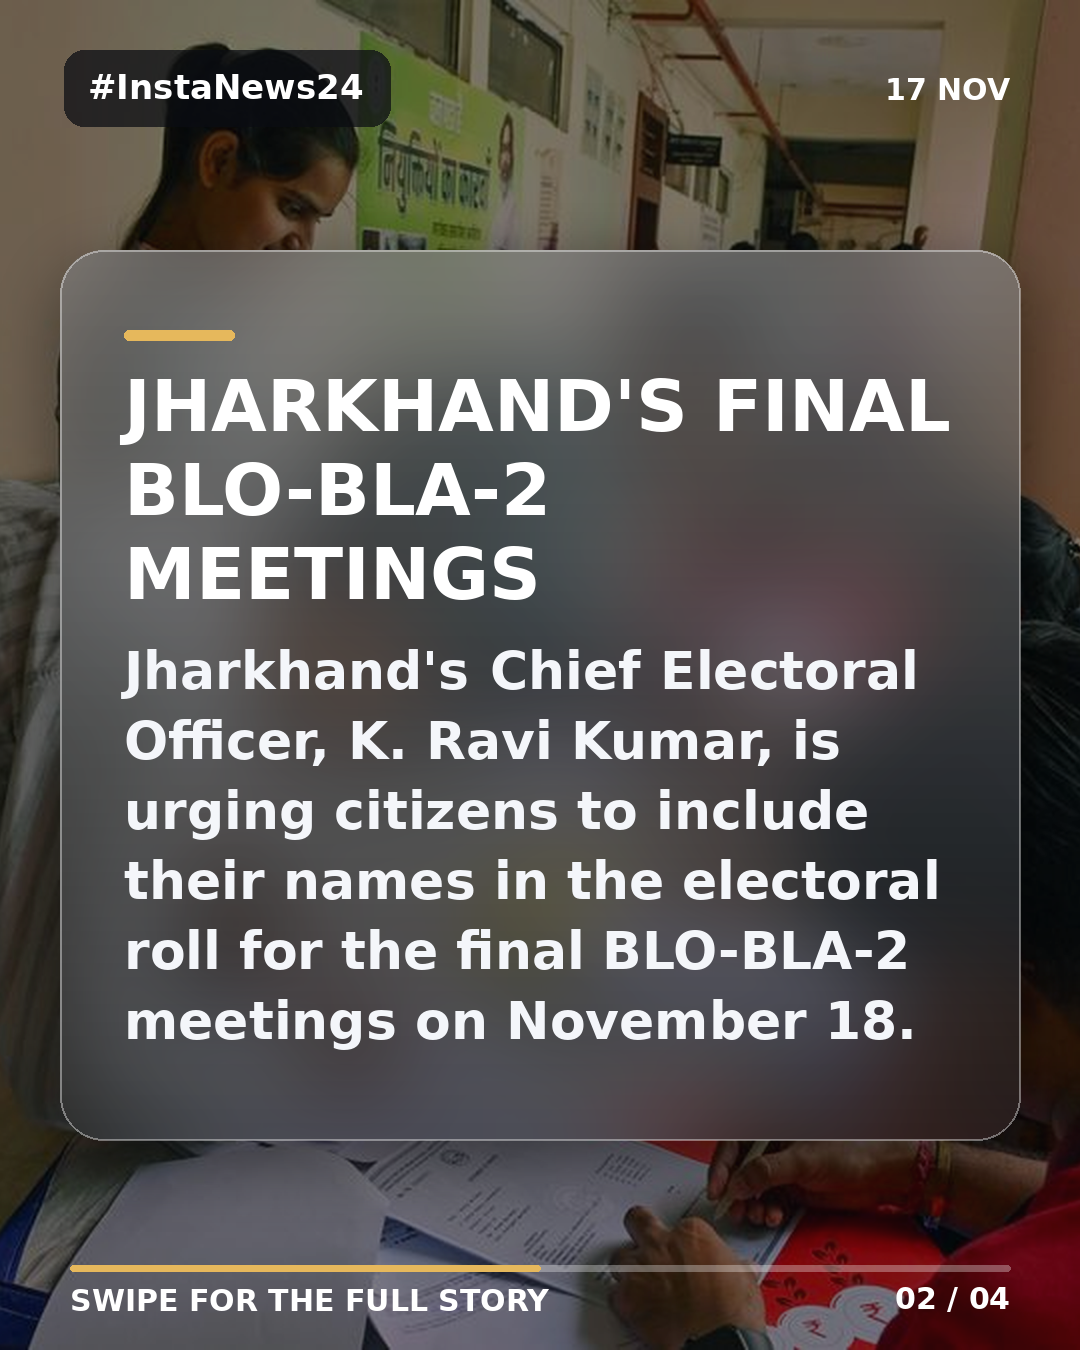 #InstaNews24
17 NOV
नियुक्तियों का कारवां
JHARKHAND'S FINAL
BLO-BLA-2
MEETINGS
Jharkhand's Chief Electoral
Officer, K. Ravi Kumar, is
urging citizens to include
their names in the electoral
roll for the final BLO-BLA-2
meetings on November 18.
SWIPE FOR THE FULL STORY
02 / 04